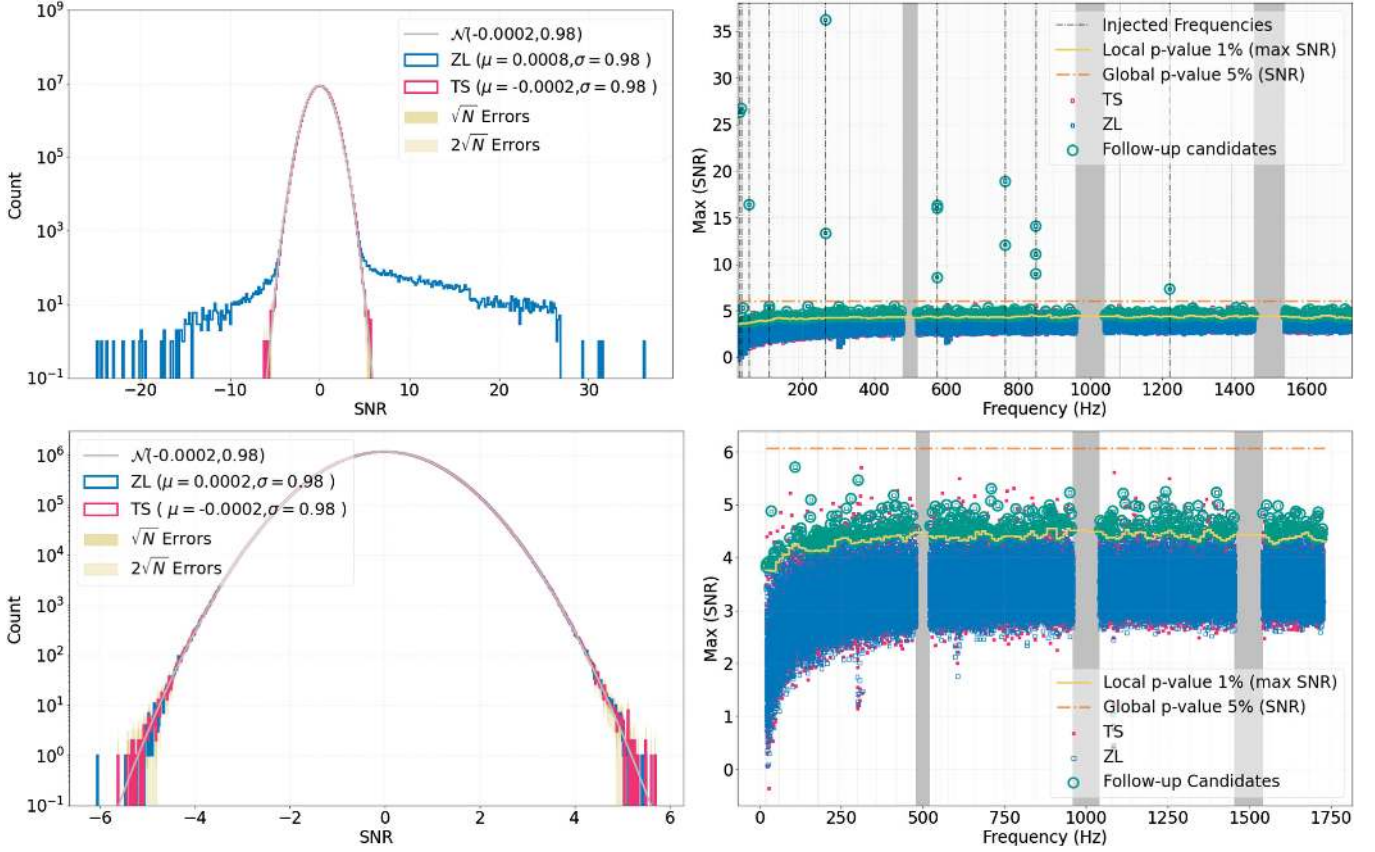 10⁹
10⁷
10⁵
10³
10¹
10⁻¹
Count
−20
−10
0
10
20
30
SNR
𝒩(-0.0002,0.98)
ZL (μ = 0.0008,σ = 0.98 )
TS (μ = -0.0002,σ = 0.98 )
√N Errors
2√N Errors
35
30
25
20
15
10
5
0
Max (SNR)
200
400
600
800
1000
1200
1400
1600
Frequency (Hz)
Injected Frequencies
Local p-value 1% (max SNR)
Global p-value 5% (SNR)
TS
ZL
Follow-up candidates
10⁶
10⁵
10⁴
10³
10²
10¹
10⁰
10⁻¹
Count
−6
−4
−2
0
2
4
6
SNR
𝒩(-0.0002,0.98)
ZL (μ = 0.0002,σ = 0.98 )
TS ( μ = -0.0002,σ = 0.98 )
√N Errors
2√N Errors
6
5
4
3
2
1
0
Max (SNR)
0
250
500
750
1000
1250
1500
1750
Frequency (Hz)
Local p-value 1% (max SNR)
Global p-value 5% (SNR)
TS
ZL
Follow-up Candidates